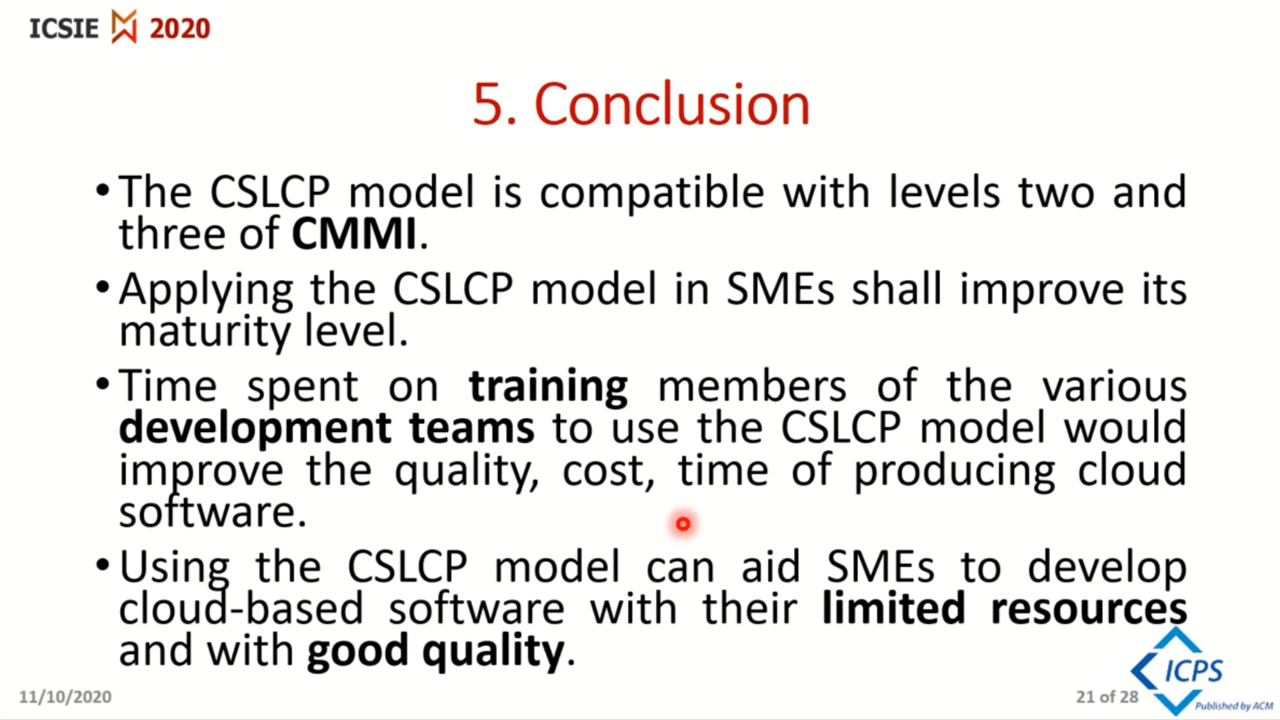 ICSIE 2020
5. Conclusion
•The CSLCP model is compatible with levels two and
three of CMMI.
•Applying the CSLCP model in SMEs shall improve its
maturity level.
•Time spent on training members of the various
development teams to use the CSLCP model would
improve the quality, cost, time of producing cloud
software.
•Using the CSLCP model can aid SMEs to develop
cloud-based software with their limited resources
and with good quality.
ICPS
Published by ACM
11/10/2020
21 of 28